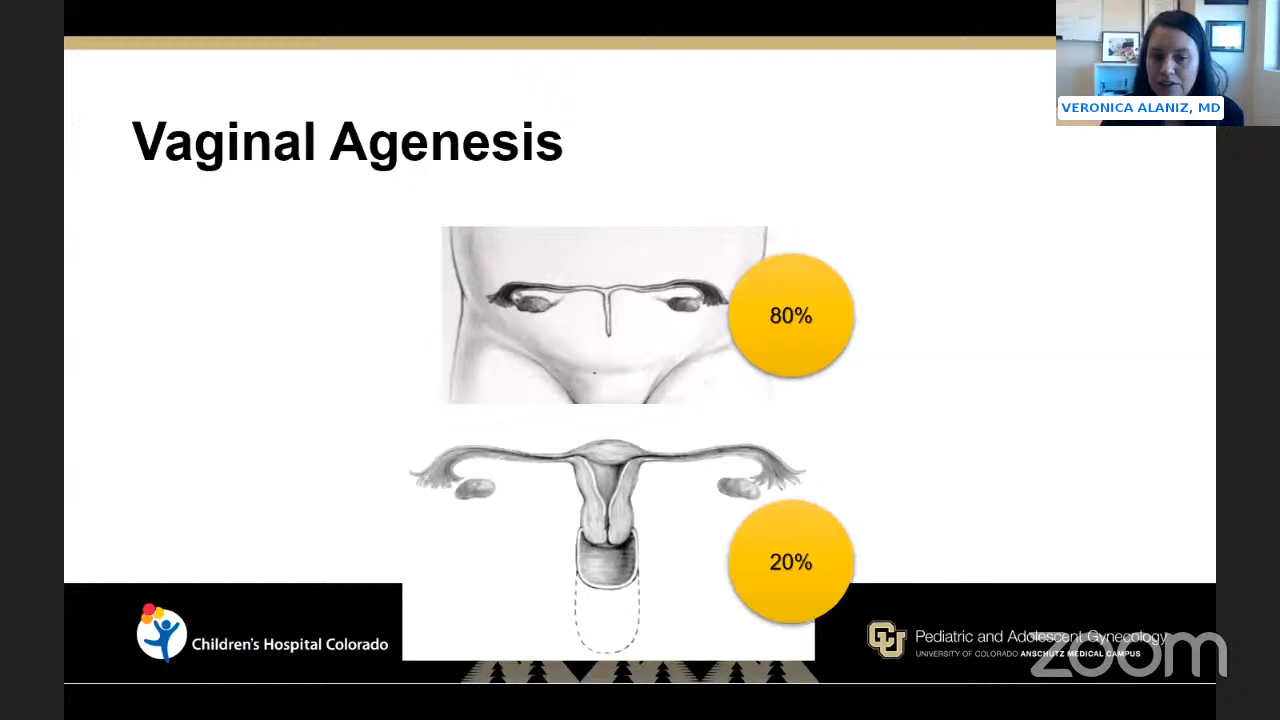 VERONICA ALANIZ, MD
Vaginal Agenesis
80%
20%
Children's Hospital Colorado
CU
Pediatric and Adolescent Gynecology
UNIVERSITY OF COLORADO ANSCHUTZ MEDICAL CAMPUS
zoom